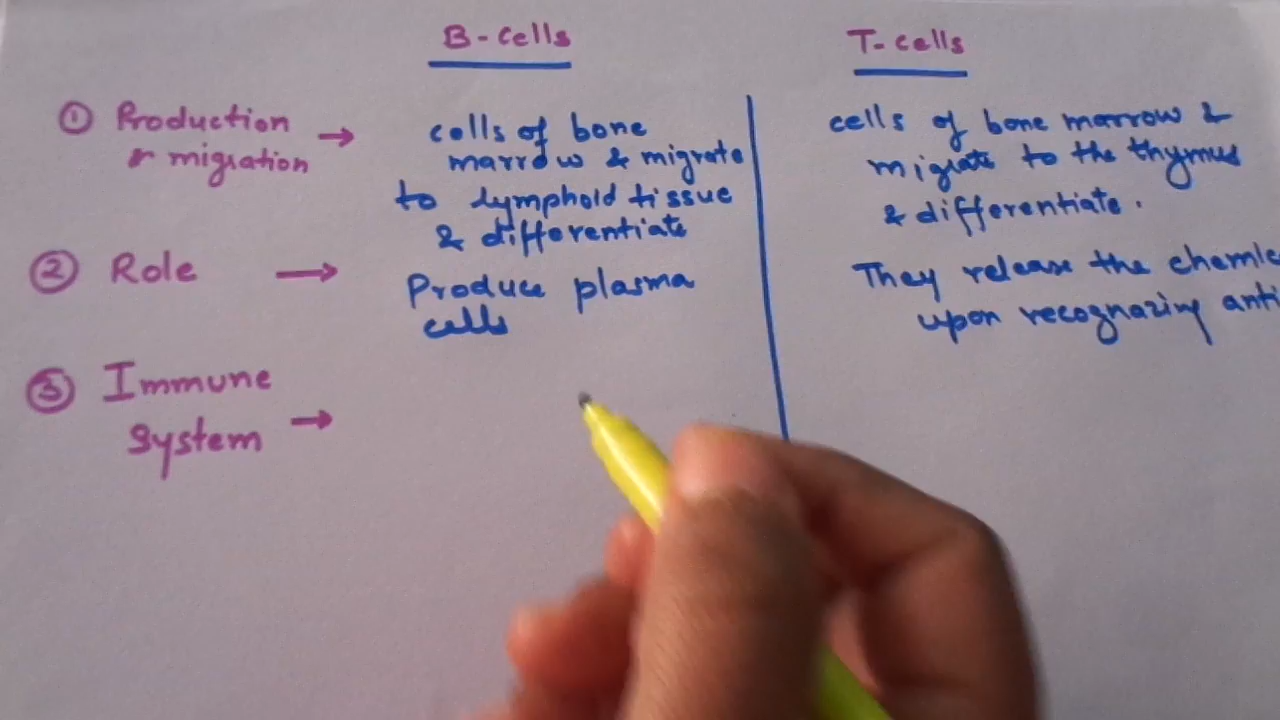 B-cells
T-cells
① Production → cells of bone
& migration
marrow & migrate
to lymphoid tissue
& differentiate
cells of bone marrow &
migrate to the thymus
& differentiate.
② Role → Produce plasma
cells
They release the
upon recognazing
③ Immune
System →